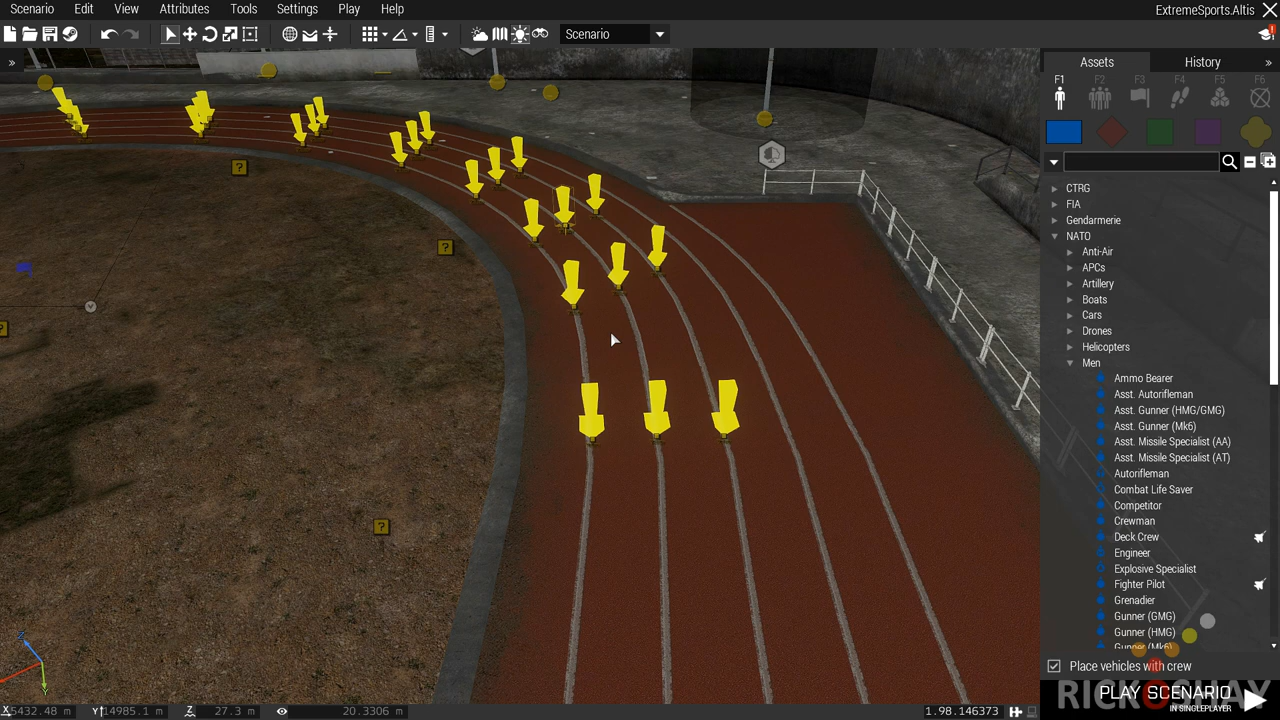 Scenario Edit View Attributes Tools Settings Play Help ExtremeSports.Altis
Scenario
Assets History
F1 F2 F3 F4 F5 F6
CTRG
FIA
Gendarmerie
NATO
Anti-Air
APCs
Artillery
Boats
Cars
Drones
Helicopters
Men
Ammo Bearer
Asst. Autorifleman
Asst. Gunner (HMG/GMG)
Asst. Gunner (Mk6)
Asst. Missile Specialist (AA)
Asst. Missile Specialist (AT)
Autorifleman
Combat Life Saver
Competitor
Crewman
Deck Crew
Engineer
Explosive Specialist
Fighter Pilot
Grenadier
Gunner (GMG)
Gunner (HMG)
Gunner (Mk6)
Place vehicles with crew
PLAY SCENARIO
IN SINGLEPLAYER
Z
Y
X 5432.48 m Y 14985.1 m Z 27.3 m 20.3306 m 1.98.146373